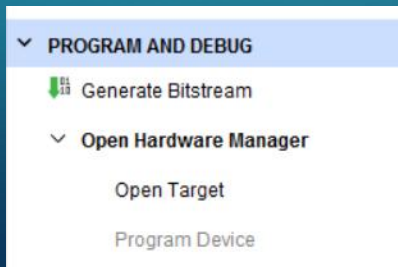 PROGRAM AND DEBUG
Generate Bitstream
Open Hardware Manager
Open Target
Program Device